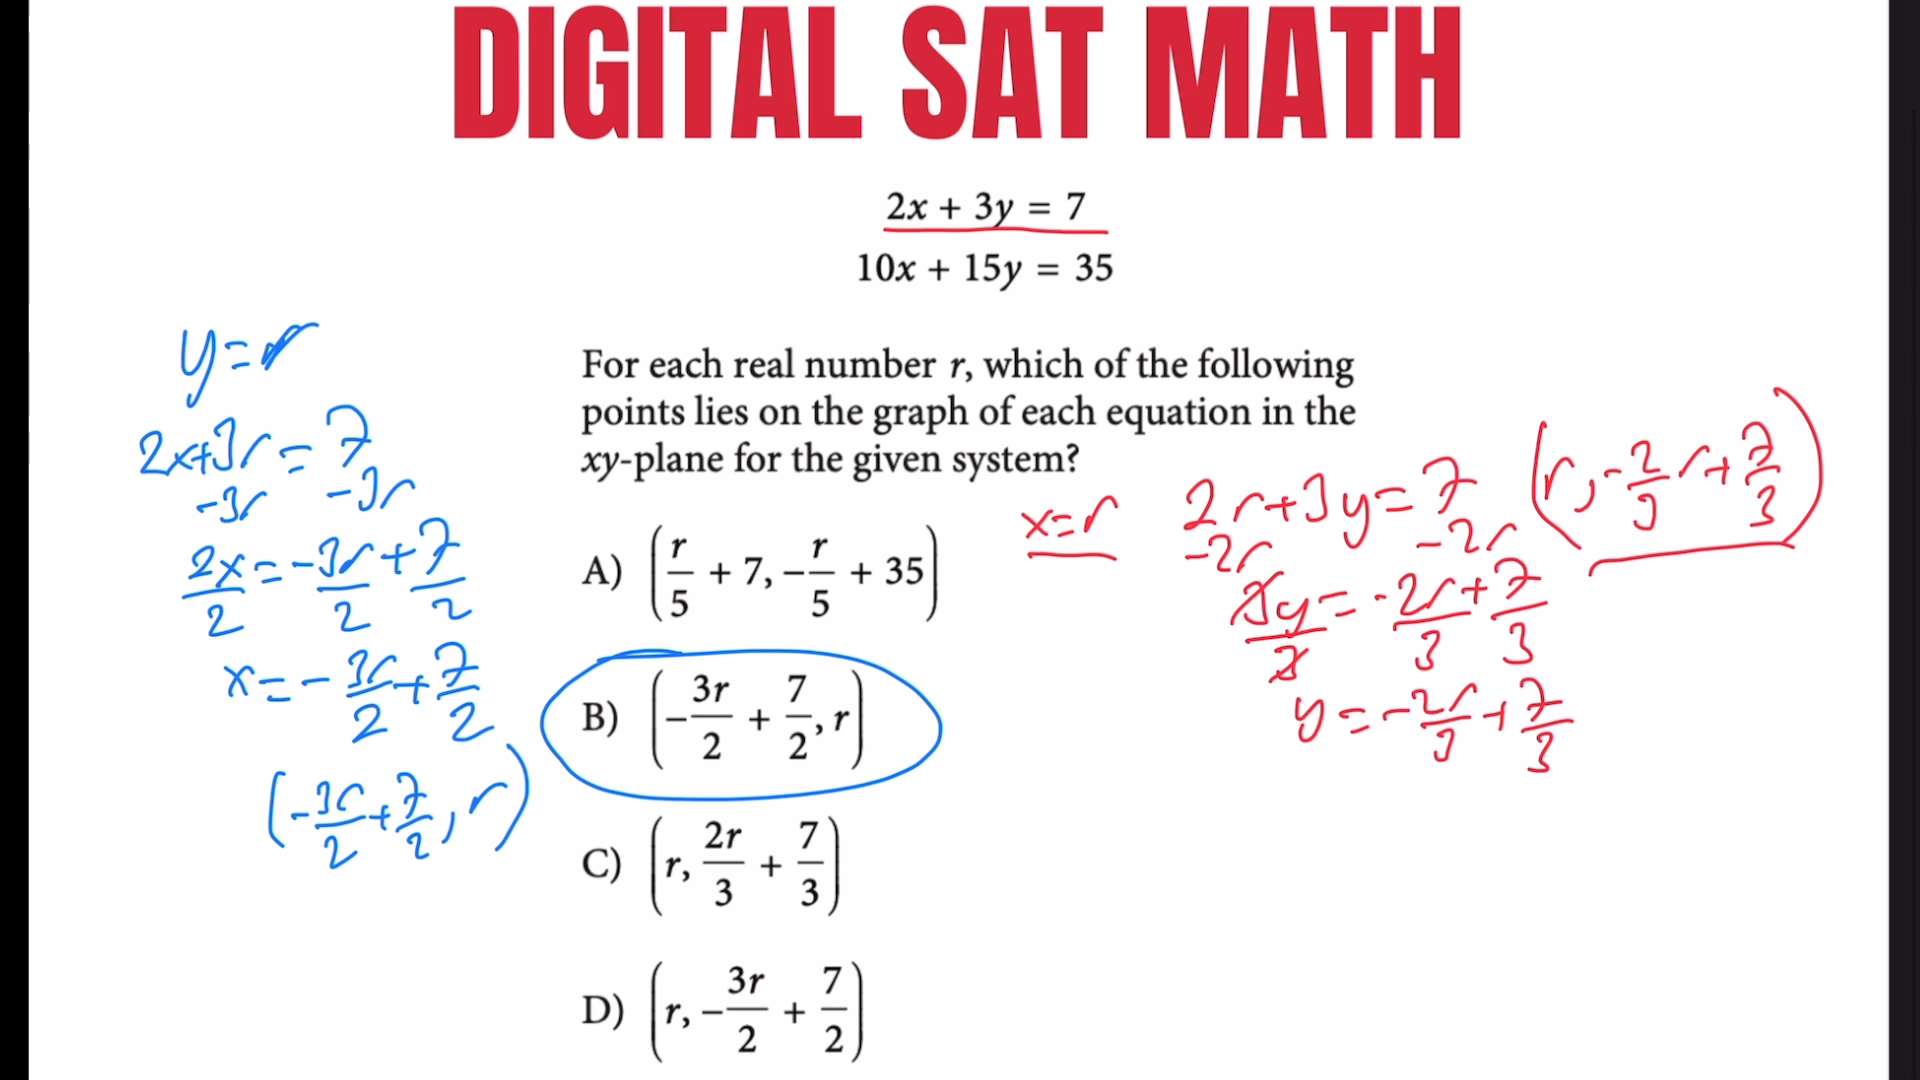 DIGITAL SAT MATH
2x + 3y = 7
10x + 15y = 35
For each real number r, which of the following
points lies on the graph of each equation in the
xy-plane for the given system?
A) (r/5 + 7, -r/5 + 35)
B) (-3r/2 + 7/2, r)
C) (r, 2r/3 + 7/3)
D) (r, -3r/2 + 7/2)
y=r
2x+3r=7
-3r -3r
2x/2=-3r/2+7/2
x=-3r/2+7/2
(-3r/2+7/2, r)
x=r
2r+3y=7
-2r -2r
3y/3=-2r/3+7/3
y=-2r/3+7/3
(r, -2/3r+7/3)